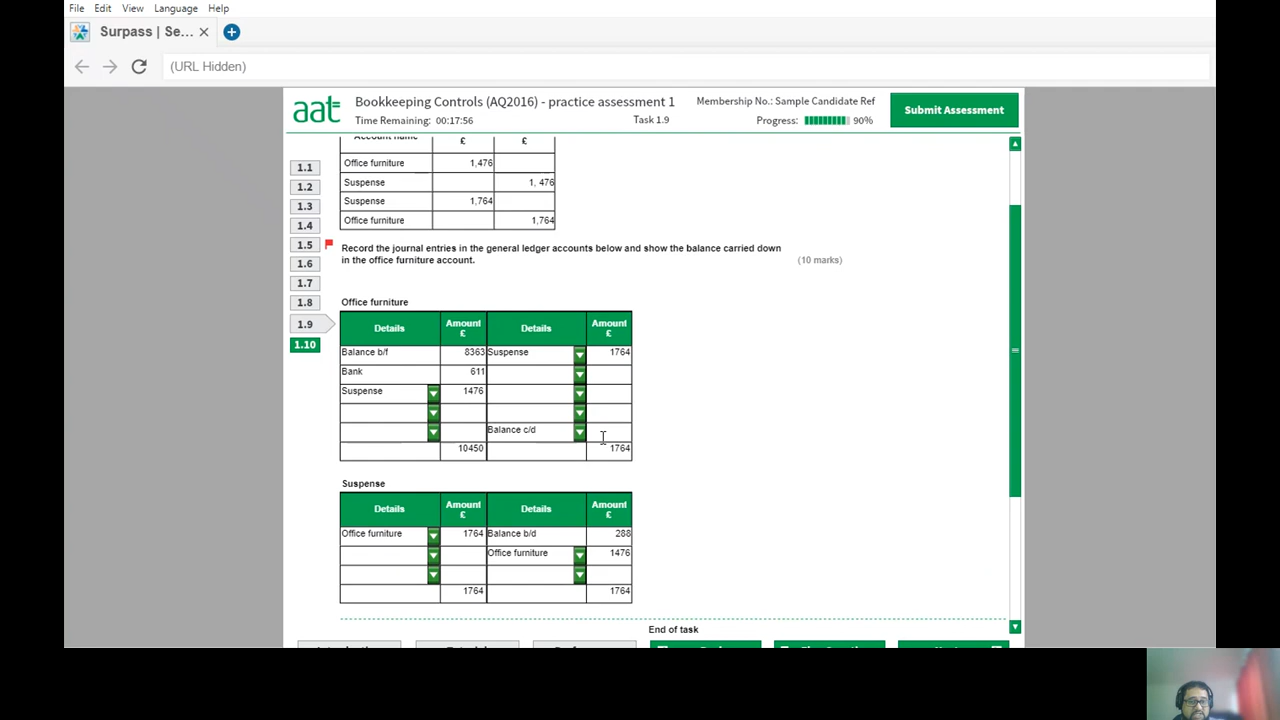 File Edit View Language Help
Surpass | Se...
(URL Hidden)
aat
Bookkeeping Controls (AQ2016) - practice assessment 1
Membership No.: Sample Candidate Ref
Submit Assessment
Time Remaining: 00:17:56
Task 1.9
Progress: 90%
Account name £ £
Office furniture 1,476
Suspense 1, 476
Suspense 1,764
Office furniture 1,764
1.1
1.2
1.3
1.4
1.5
1.6
1.7
1.8
1.9
1.10
Record the journal entries in the general ledger accounts below and show the balance carried down
in the office furniture account.
(10 marks)
Office furniture
Details Amount £ Details Amount £
Balance b/f 8363 Suspense 1764
Bank 611
Suspense 1476
Balance c/d
10450 1764
Suspense
Details Amount £ Details Amount £
Office furniture 1764 Balance b/d 288
Office furniture 1476
1764 1764
End of task